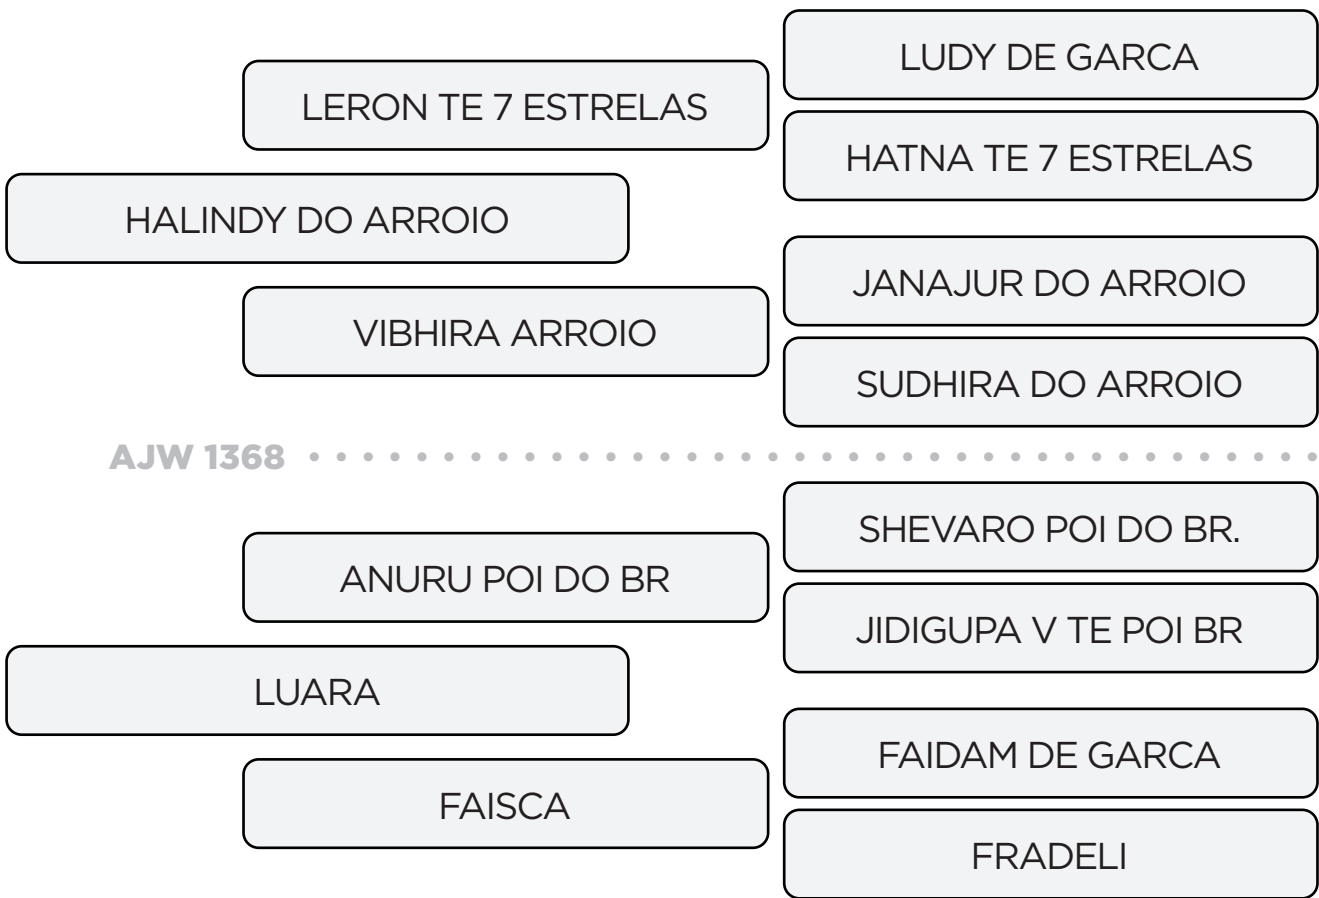 LUDY DE GARCA
LERON TE 7 ESTRELAS
HATNA TE 7 ESTRELAS
HALINDY DO ARROIO
JANAJUR DO ARROIO
VIBHIRA ARROIO
SUDHIRA DO ARROIO
AJW 1368
SHEVARO POI DO BR.
ANURU POI DO BR
JIDIGUPA V TE POI BR
LUARA
FAIDAM DE GARCA
FAISCA
FRADELI